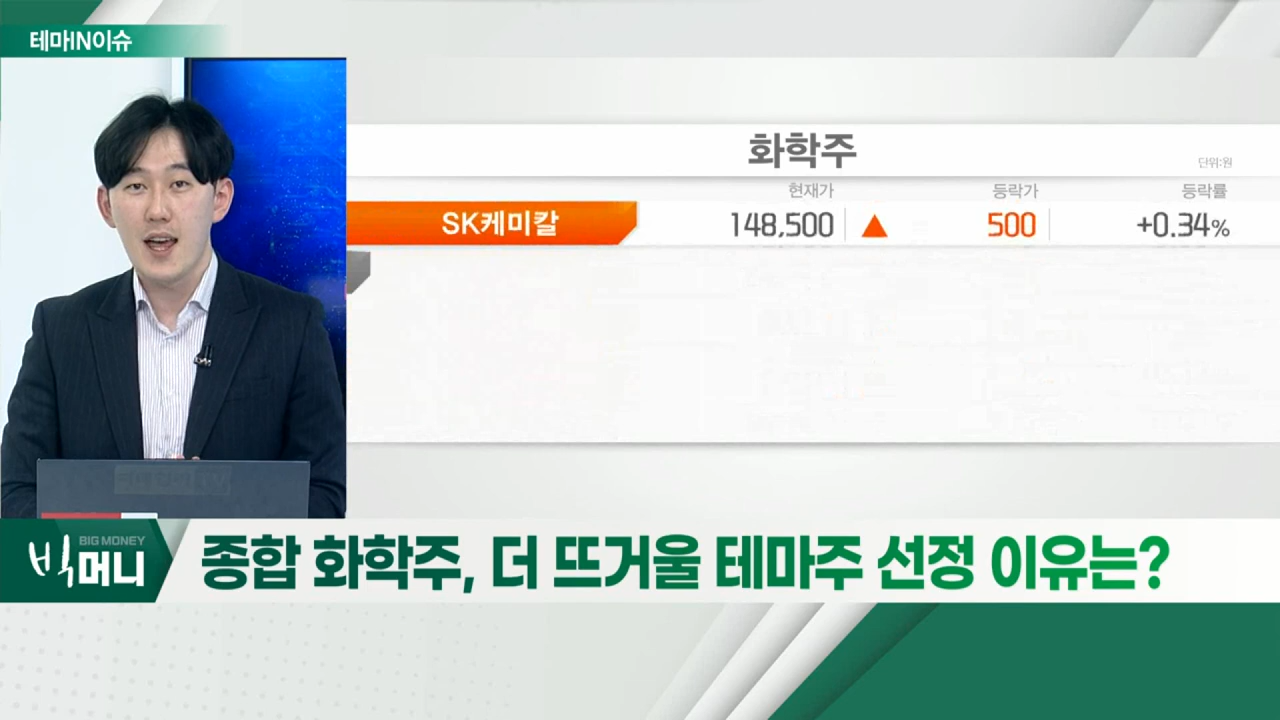 테마IN이슈
화학주
단위:원
현재가 등락가 등락률
SK케미칼 148,500 ▲ 500 +0.34%
BIG MONEY
빅머니
종합 화학주, 더 뜨거울 테마주 선정 이유는?